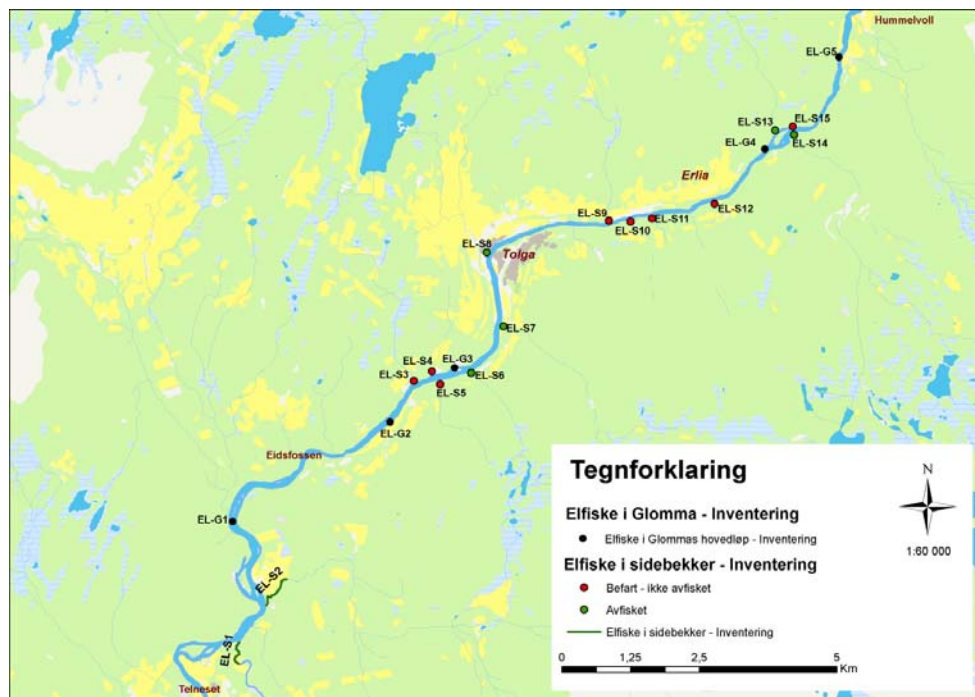 Hummelvoll
EL-G5
EL-S13
EL-S15
EL-S14
EL-G4
Erlia
EL-S12
EL-S9
EL-S10
EL-S11
EL-S8
Tolga
EL-S7
EL-S4
EL-G3
EL-S3
EL-S6
EL-S5
EL-G2
Eidsfossen
EL-G1
EL-S2
EL-S1
Telneset
Tegnforklaring
N
Elfiske i Glomma - Inventering
Elfiske i Glommas hovedløp - Inventering
1:60 000
Elfiske i sidebekker - Inventering
Befart - ikke avfisket
Avfisket
Elfiske i sidebekker - Inventering
0 1,25 2,5 5
Km